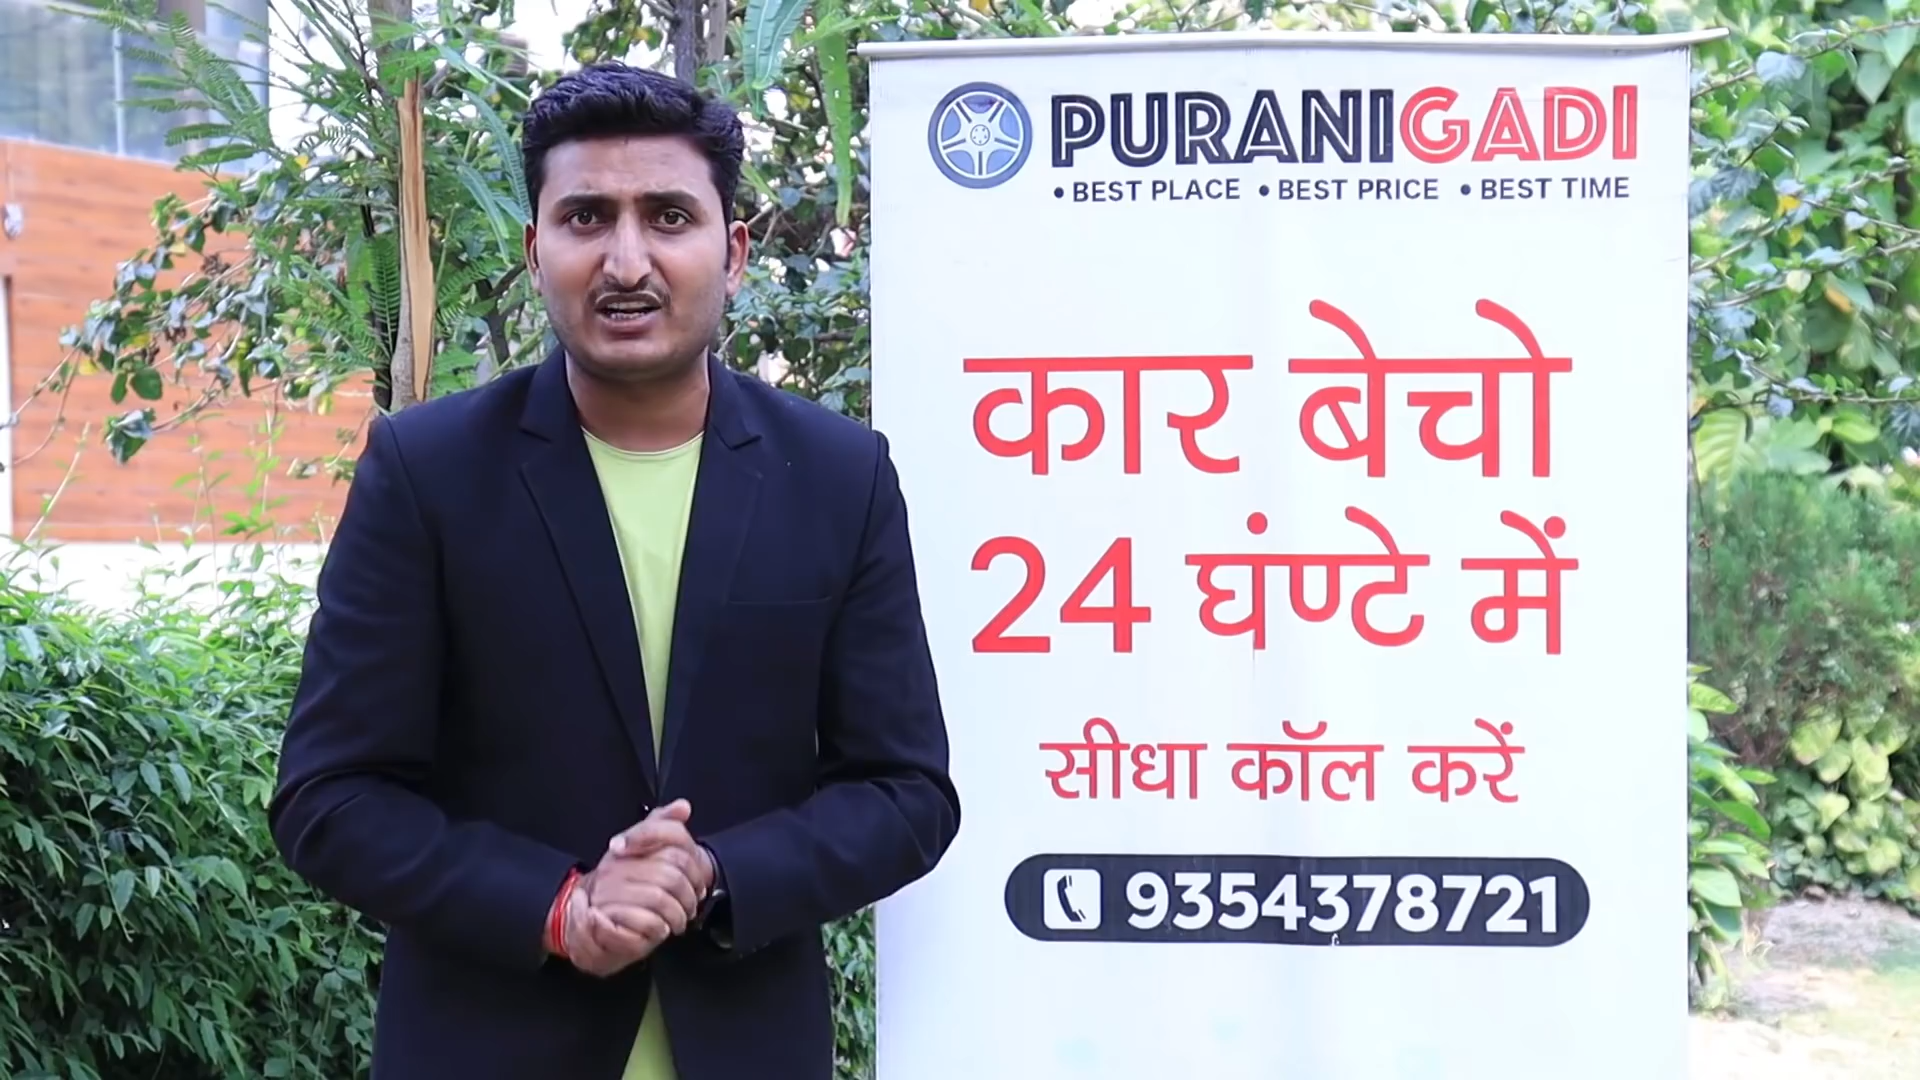 PURANIGADI
• BEST PLACE • BEST PRICE • BEST TIME
कार बेचो
24 घंण्टे में
सीधा कॉल करें
9354378721